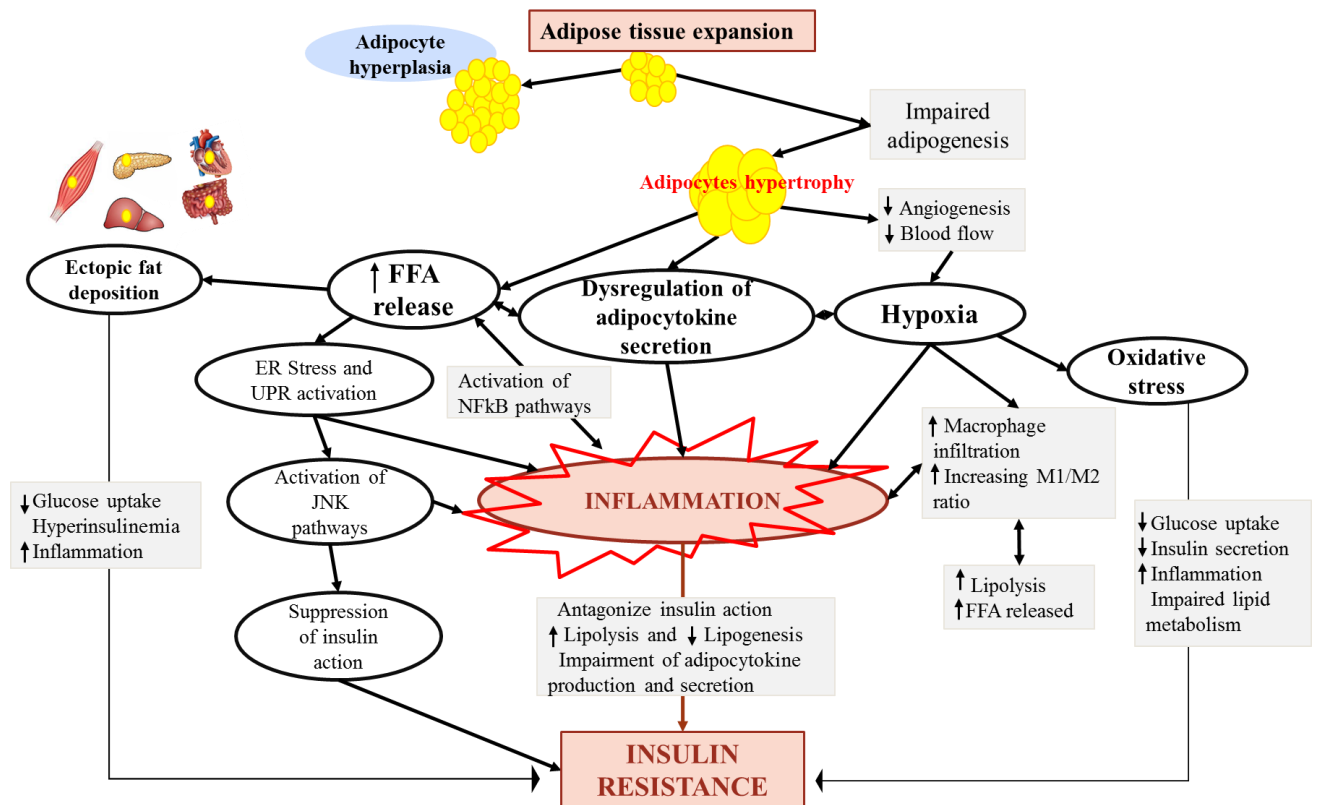 Adipose tissue expansion
Adipocyte
hyperplasia
Impaired
adipogenesis
Adipocytes hypertrophy
↓ Angiogenesis
↓ Blood flow
Ectopic fat
deposition
↑ FFA
release
Dysregulation of
adipocytokine
secretion
Hypoxia
Oxidative
stress
ER Stress and
UPR activation
Activation of
NFkB pathways
↑ Macrophage
infiltration
↑ Increasing M1/M2
ratio
Activation of
JNK
pathways
INFLAMMATION
↓ Glucose uptake
Hyperinsulinemia
↑ Inflammation
↓ Glucose uptake
↓ Insulin secretion
↑ Inflammation
Impaired lipid
metabolism
↑ Lipolysis
↑ FFA released
Suppression
of insulin
action
Antagonize insulin action
↑ Lipolysis and ↓ Lipogenesis
Impairment of adipocytokine
production and secretion
INSULIN
RESISTANCE